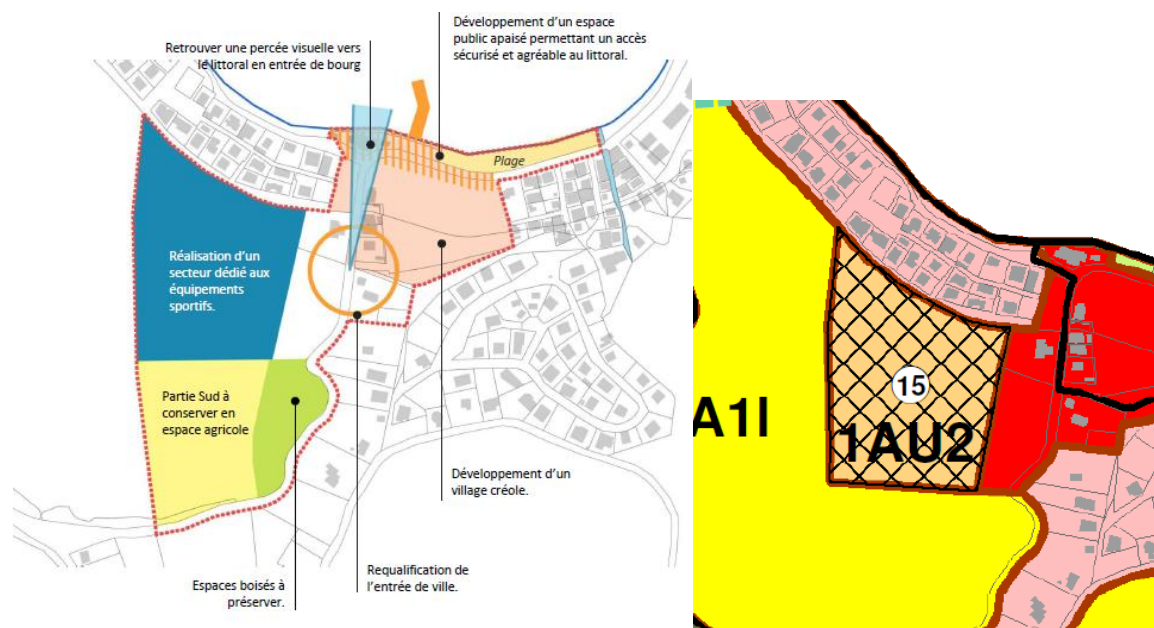 Développement d'un espace
public apaisé permettant un accès
sécurisé et agréable au littoral.
Retrouver une percée visuelle vers
le littoral en entrée de bourg
Plage
Réalisation d'un
secteur dédié aux
équipements
sportifs.
Partie Sud à
conserver en
espace agricole
Développement d'un
village créole.
Requalification de
l'entrée de ville.
Espaces boisés à
préserver.
15
A1l
1AU2